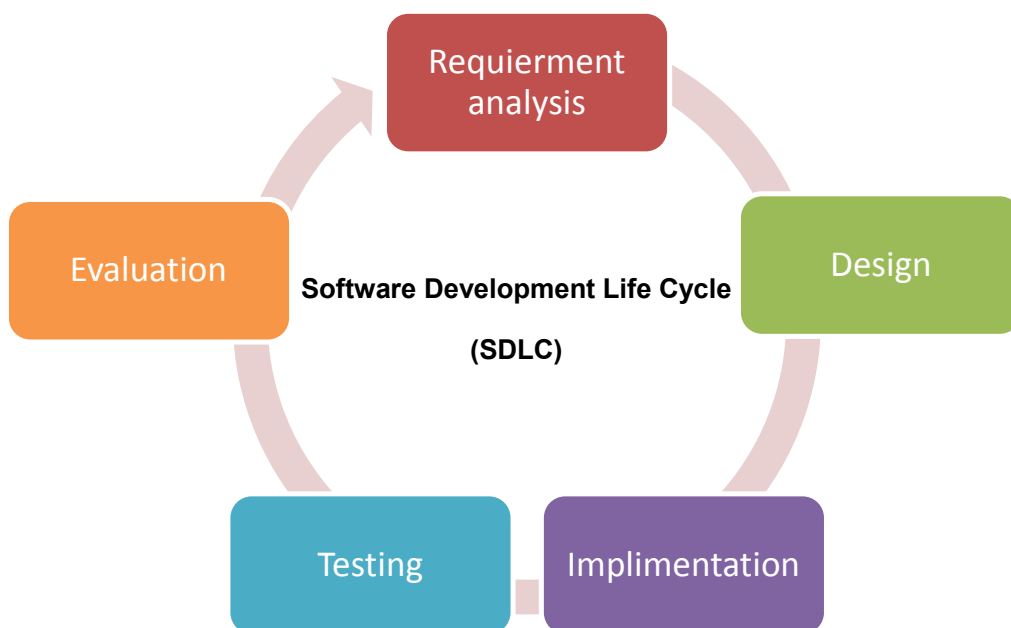 Requierment
analysis
Evaluation
Design
Software Development Life Cycle
(SDLC)
Testing
Implimentation